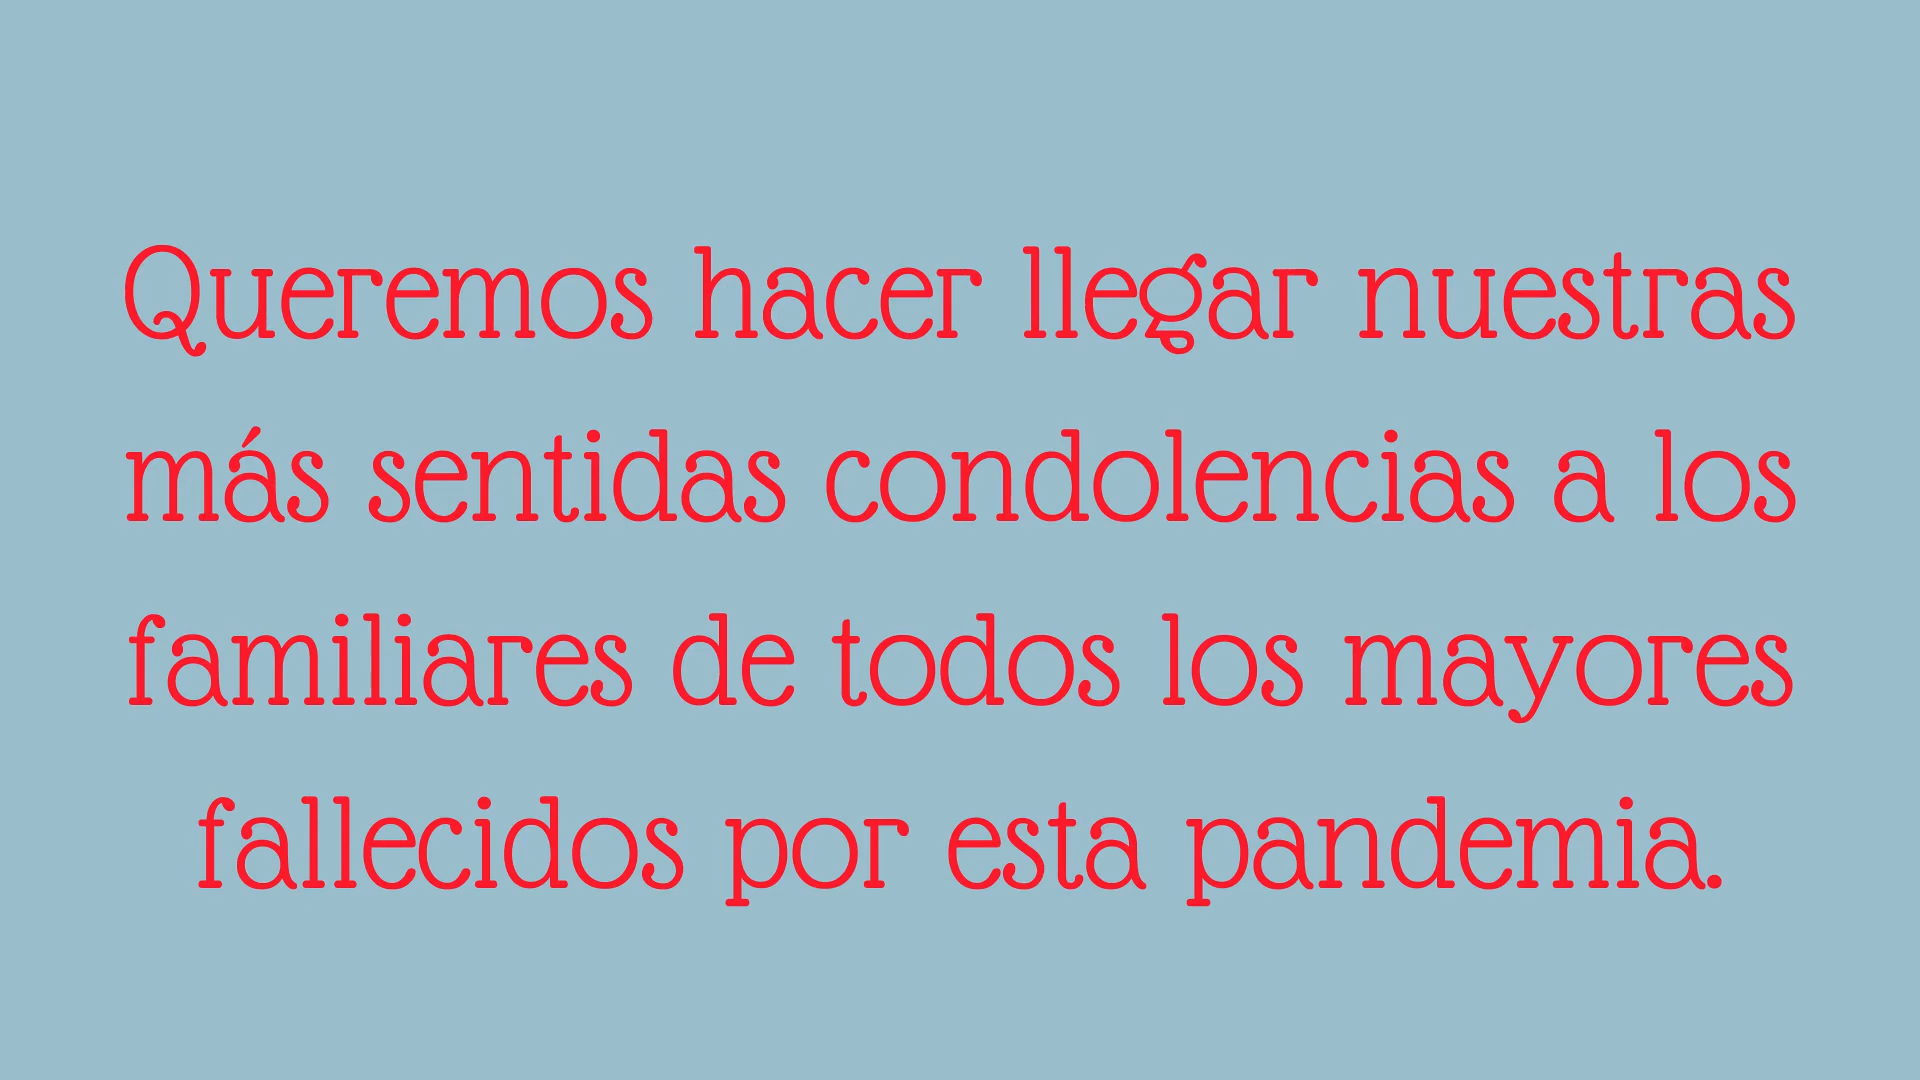 Queremos hacer llegar nuestras
más sentidas condolencias a los
familiares de todos los mayores
fallecidos por esta pandemia.